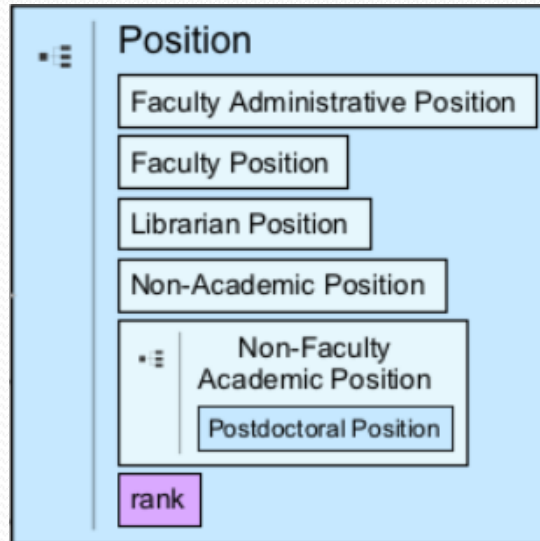 Position
Faculty Administrative Position
Faculty Position
Librarian Position
Non-Academic Position
Non-Faculty
Academic Position
Postdoctoral Position
rank